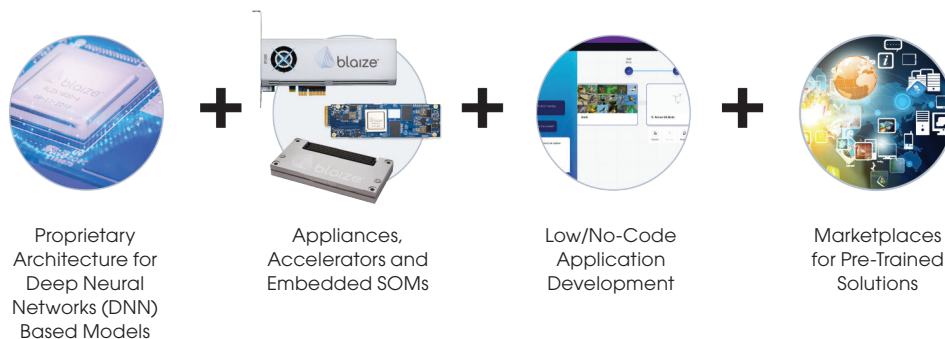 blaize
blaize
blaize
Proprietary
Architecture for
Deep Neural
Networks (DNN)
Based Models
Appliances,
Accelerators and
Embedded SOMs
Low/No-Code
Application
Development
Marketplaces
for Pre-Trained
Solutions